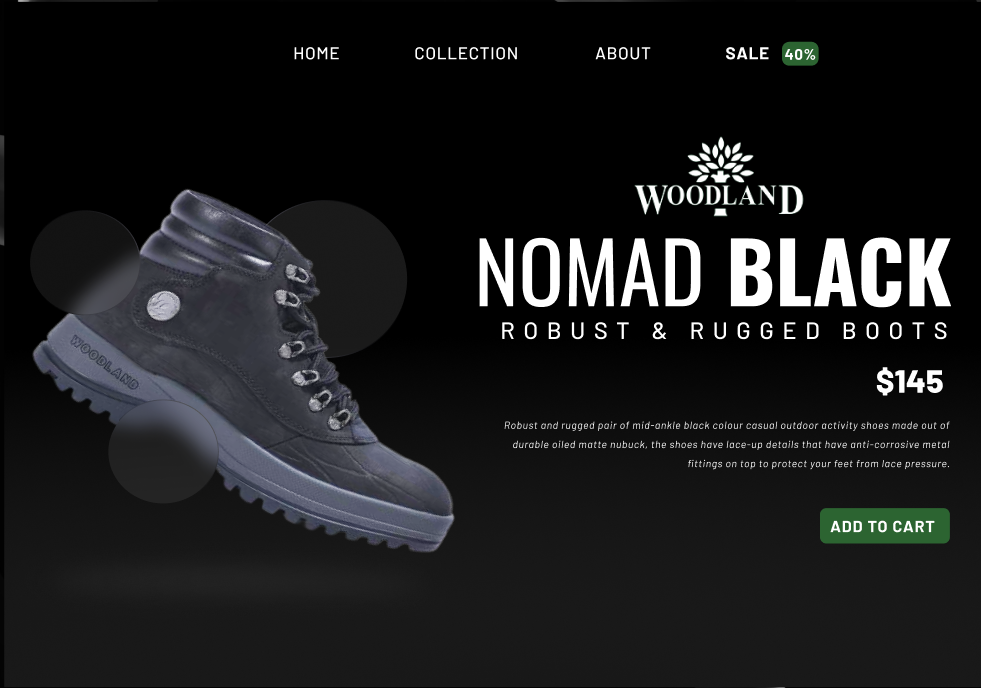 HOME COLLECTION ABOUT SALE 40%
WOODLAND
NOMAD BLACK
ROBUST & RUGGED BOOTS
$145
Robust and rugged pair of mid-ankle black colour casual outdoor activity shoes made out of
durable oiled matte nubuck, the shoes have lace-up details that have anti-corrosive metal
fittings on top to protect your feet from lace pressure.
ADD TO CART
WOODLAND